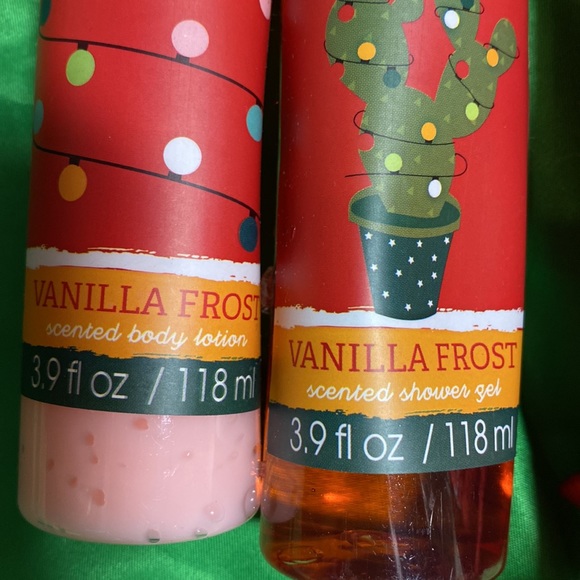 VANILLA FROST
scented body lotion
3.9 fl oz / 118 ml
VANILLA FROST
scented shower gel
3.9 fl oz / 118 ml